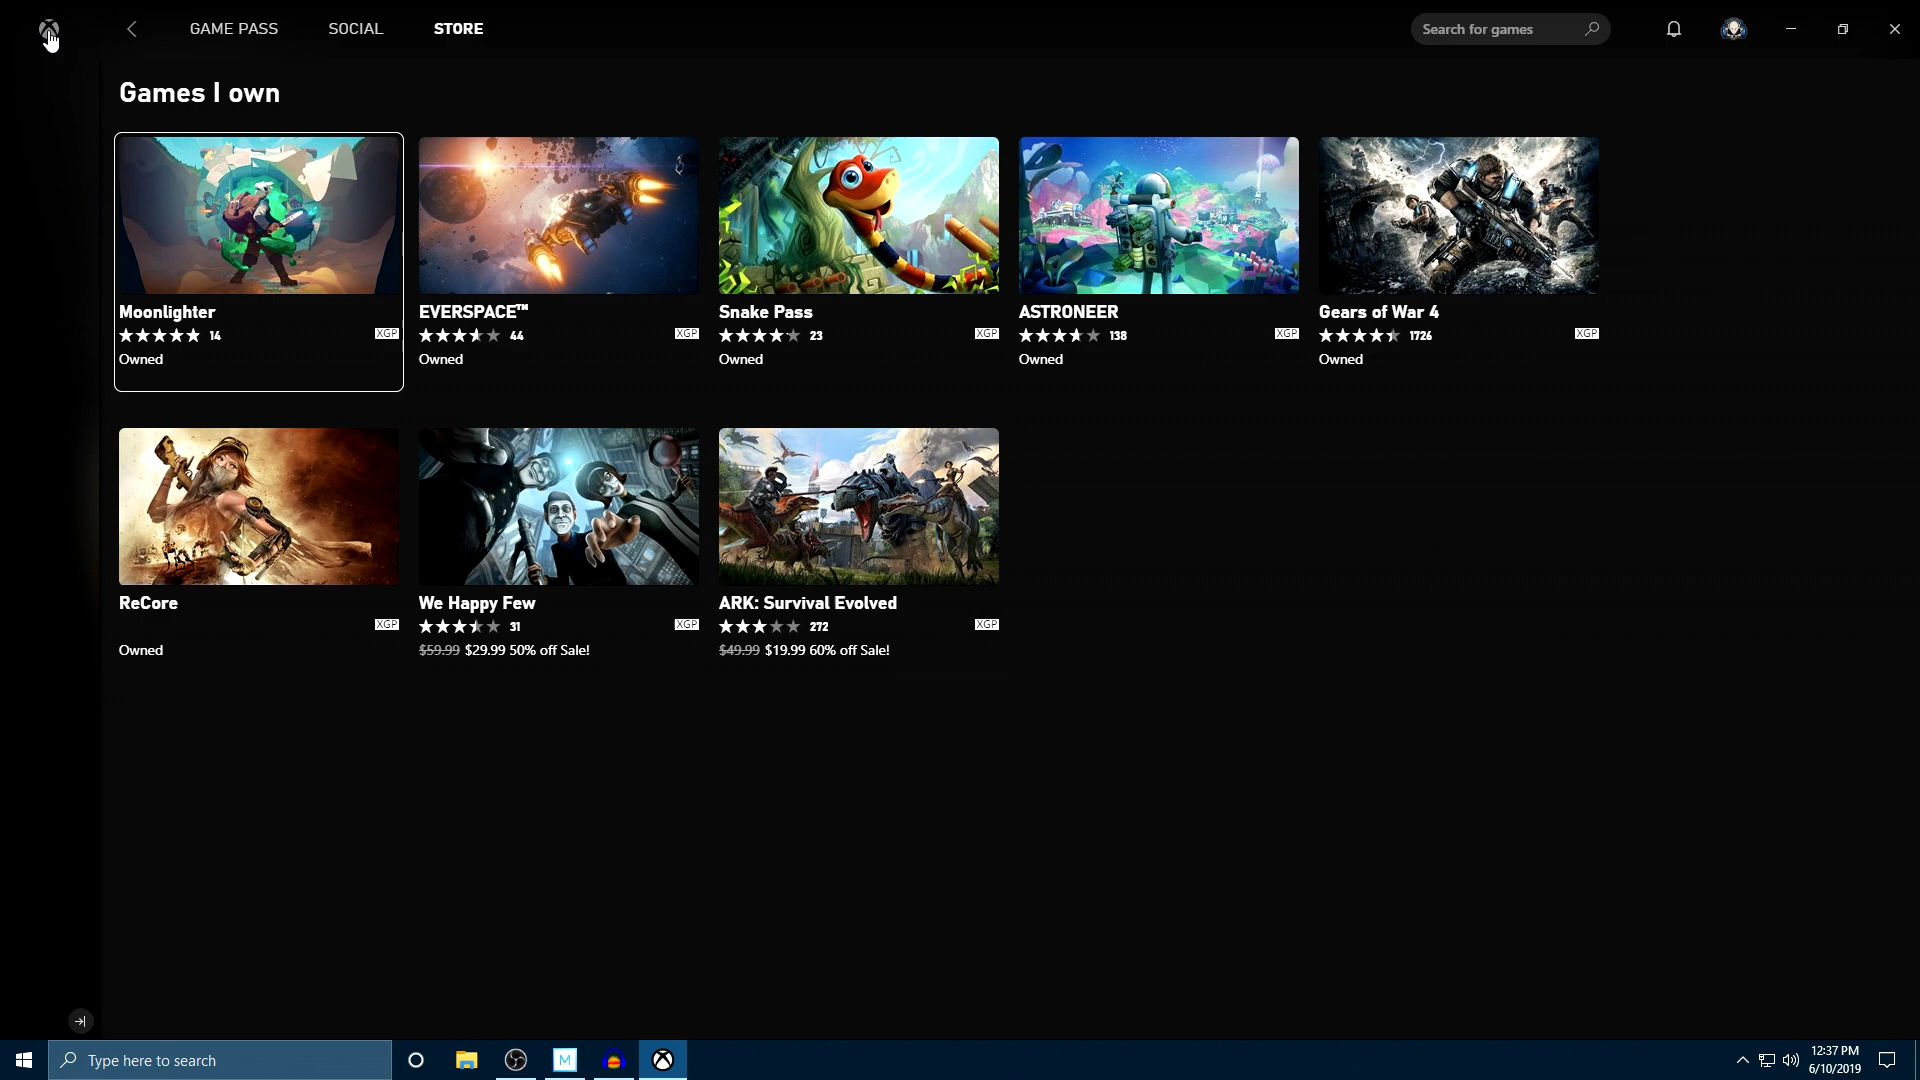 GAME PASS
SOCIAL
STORE
Search for games
Games I own
Moonlighter
14
XGP
Owned
EVERSPACE™
44
XGP
Owned
Snake Pass
23
XGP
Owned
ASTRONEER
138
XGP
Owned
Gears of War 4
1726
XGP
Owned
ReCore
XGP
Owned
We Happy Few
31
XGP
$59.99 $29.99 50% off Sale!
ARK: Survival Evolved
272
XGP
$49.99 $19.99 60% off Sale!
Type here to search
M
12:37 PM
6/10/2019